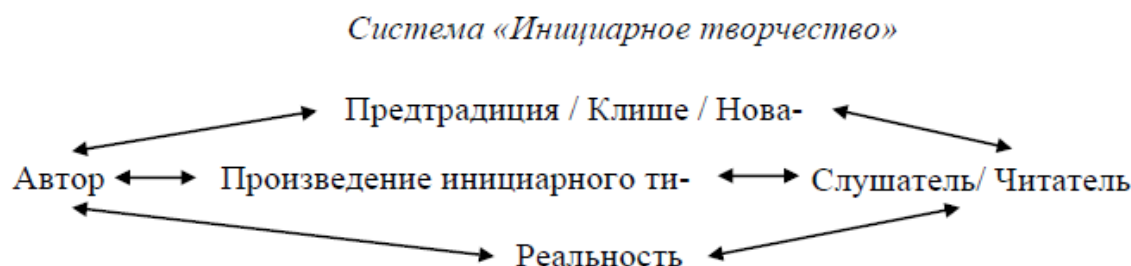 Система «Инициарное творчество»
Предтрадиция / Клише / Нова-
Автор Произведение инициарного ти- Слушатель/ Читатель
Реальность